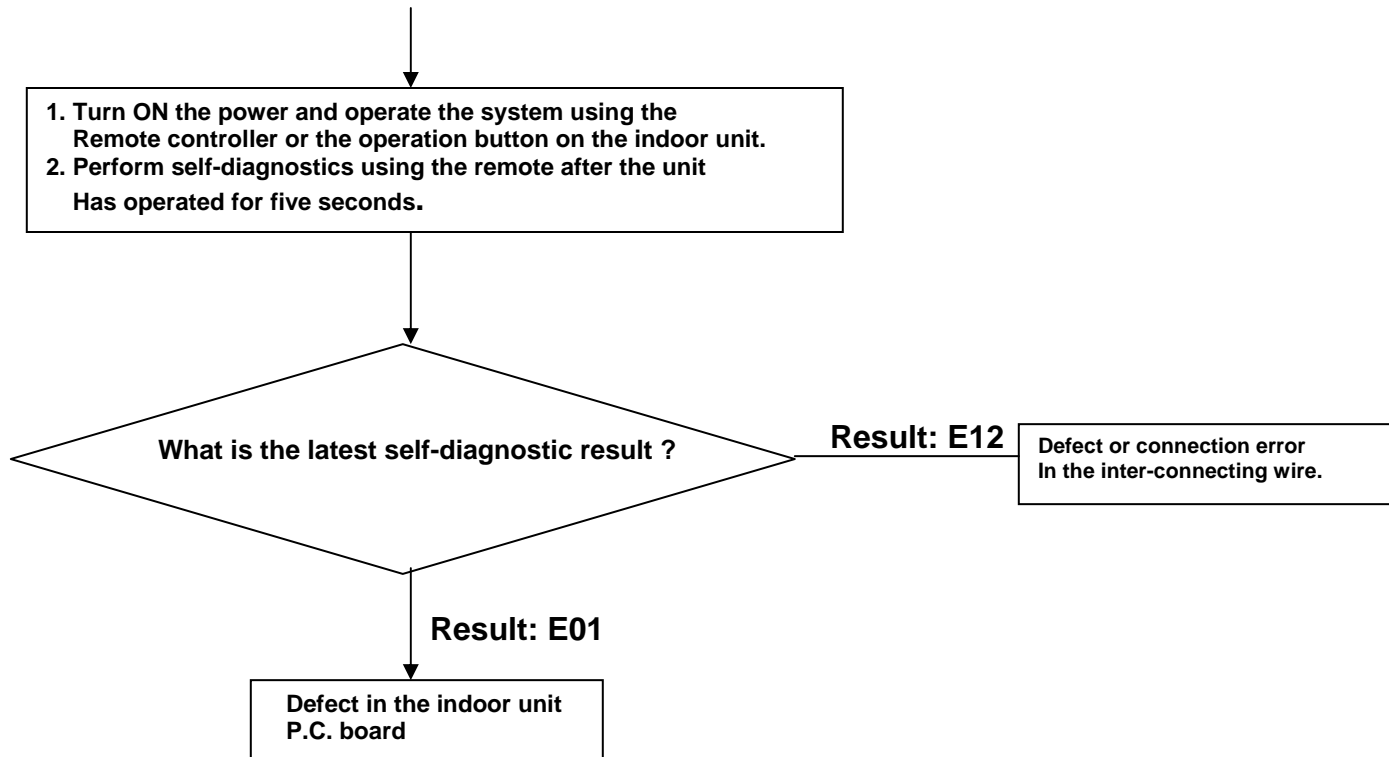 1. Turn ON the power and operate the system using the
Remote controller or the operation button on the indoor unit.
2. Perform self-diagnostics using the remote after the unit
Has operated for five seconds.
What is the latest self-diagnostic result ?
Result: E12
Defect or connection error
In the inter-connecting wire.
Result: E01
Defect in the indoor unit
P.C. board